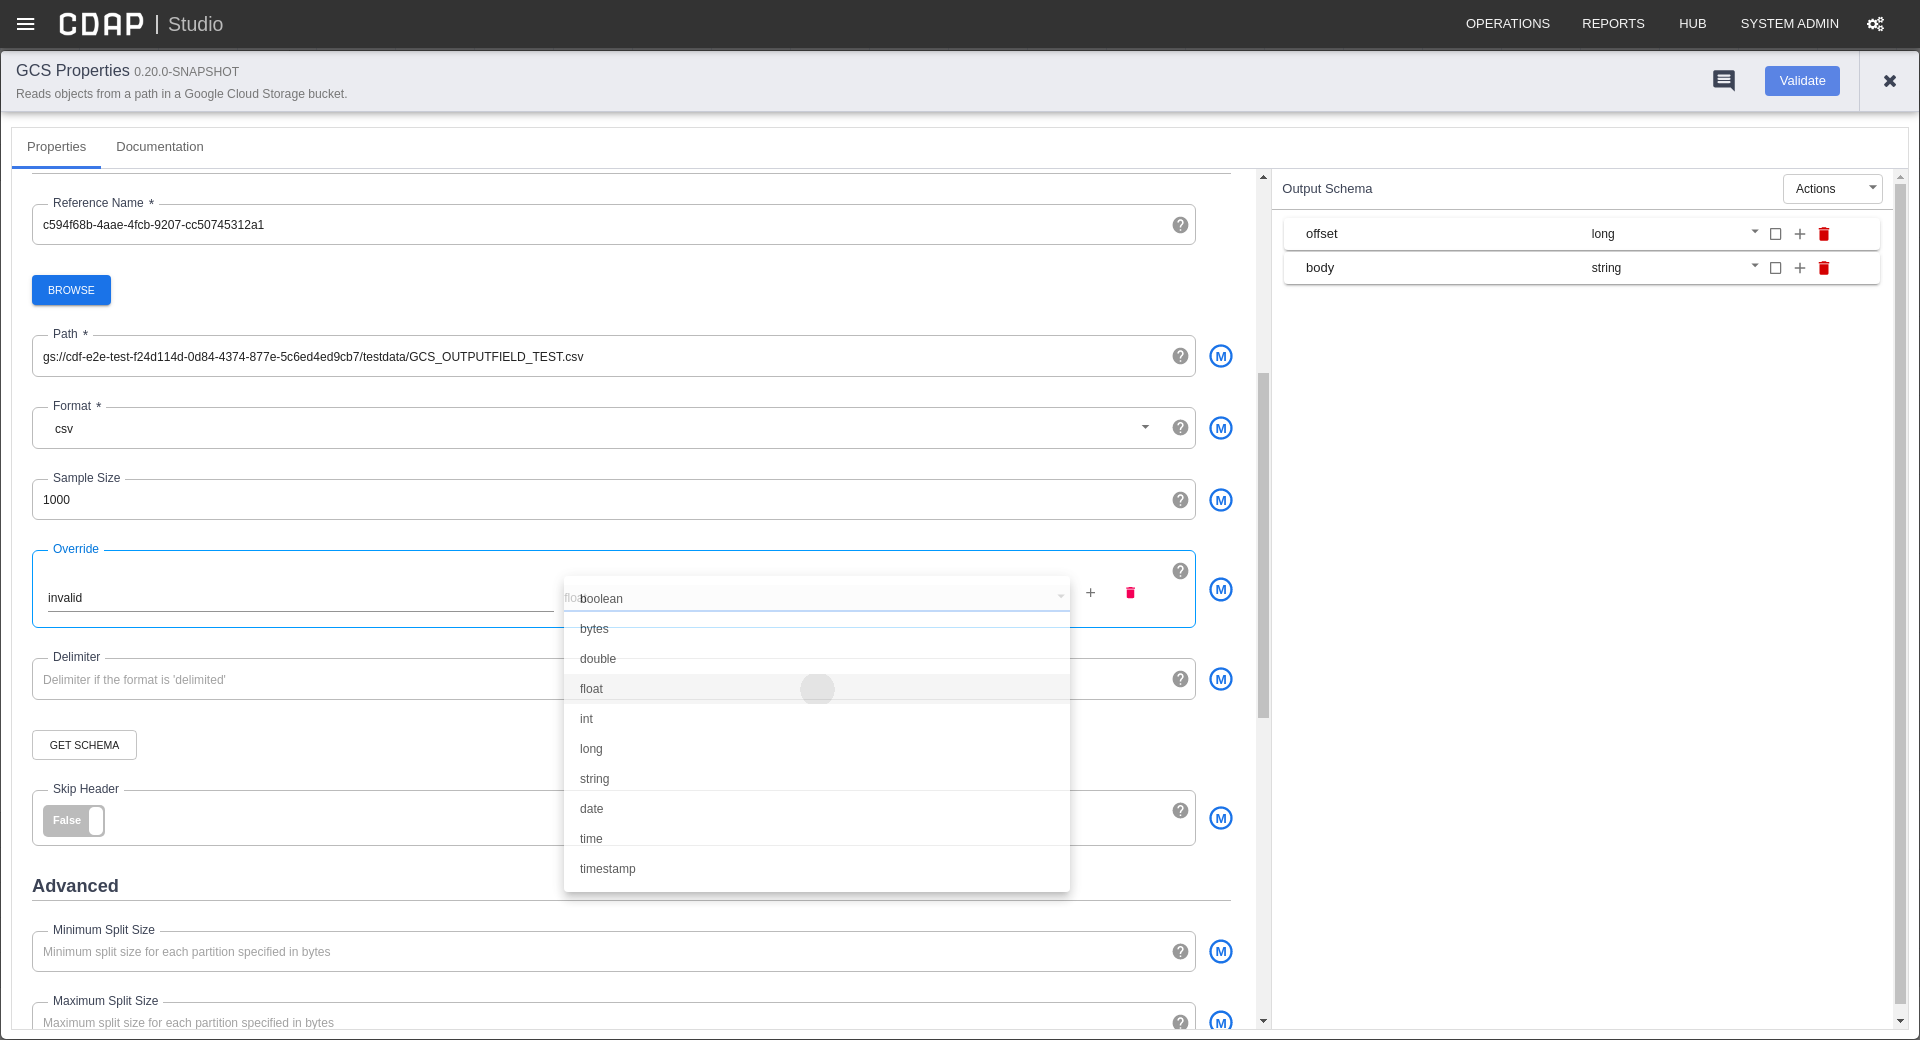 CDAP | Studio
OPERATIONS REPORTS HUB SYSTEM ADMIN
GCS Properties 0.20.0-SNAPSHOT
Reads objects from a path in a Google Cloud Storage bucket.
Validate
Properties Documentation
Output Schema
Actions
offset long
body string
Reference Name *
c594f68b-4aae-4fcb-9207-cc50745312a1
BROWSE
Path *
gs://cdf-e2e-test-f24d114d-0d84-4374-877e-5c6ed4ed9cb7/testdata/GCS_OUTPUTFIELD_TEST.csv
M
Format *
csv
M
Sample Size
1000
M
Override
invalid
float
M
boolean
bytes
double
float
int
long
string
date
time
timestamp
Delimiter
Delimiter if the format is 'delimited'
M
GET SCHEMA
Skip Header
False
M
Advanced
Minimum Split Size
Minimum split size for each partition specified in bytes
M
Maximum Split Size
Maximum split size for each partition specified in bytes
M